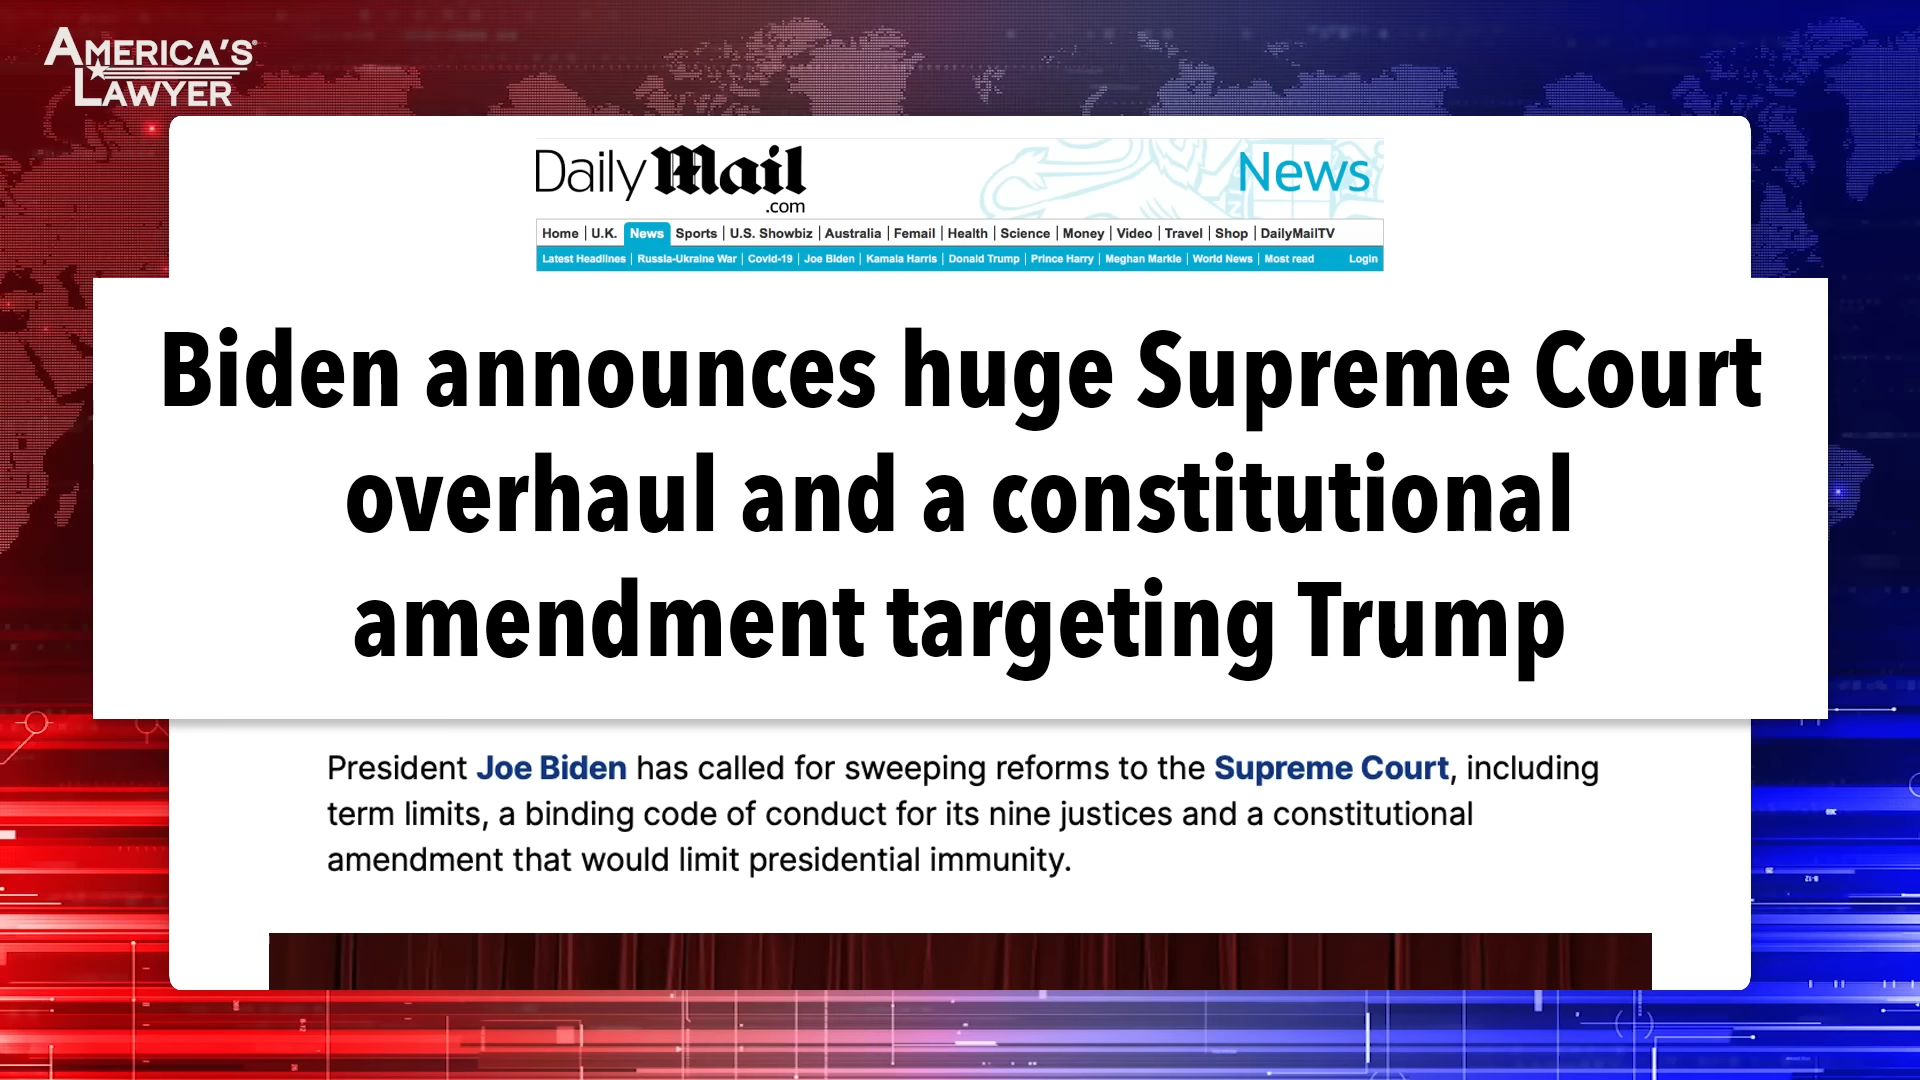 AMERICA'S
LAWYER
Daily Mail
.com
News
Home | U.K. News Sports | U.S. Showbiz | Australia | Femail | Health | Science | Money | Video | Travel | Shop | DailyMailTV
Latest Headlines | Russia-Ukraine War | Covid-19 | Joe Biden | Kamala Harris | Donald Trump | Prince Harry | Meghan Markle | World News | Most read Login
Biden announces huge Supreme Court
overhaul and a constitutional
amendment targeting Trump
President Joe Biden has called for sweeping reforms to the Supreme Court, including
term limits, a binding code of conduct for its nine justices and a constitutional
amendment that would limit presidential immunity.